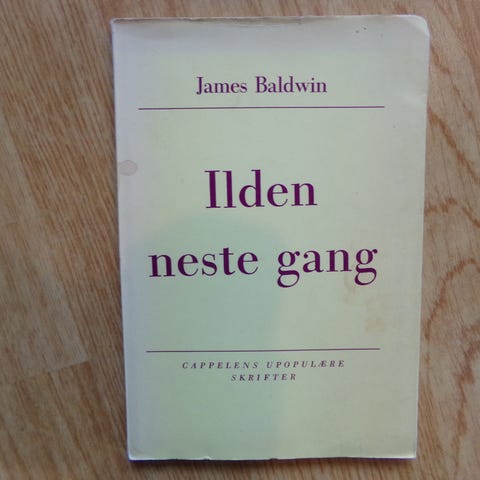 James Baldwin
Ilden
neste gang
CAPPELENS UPOPULÆRE
SKRIFTER